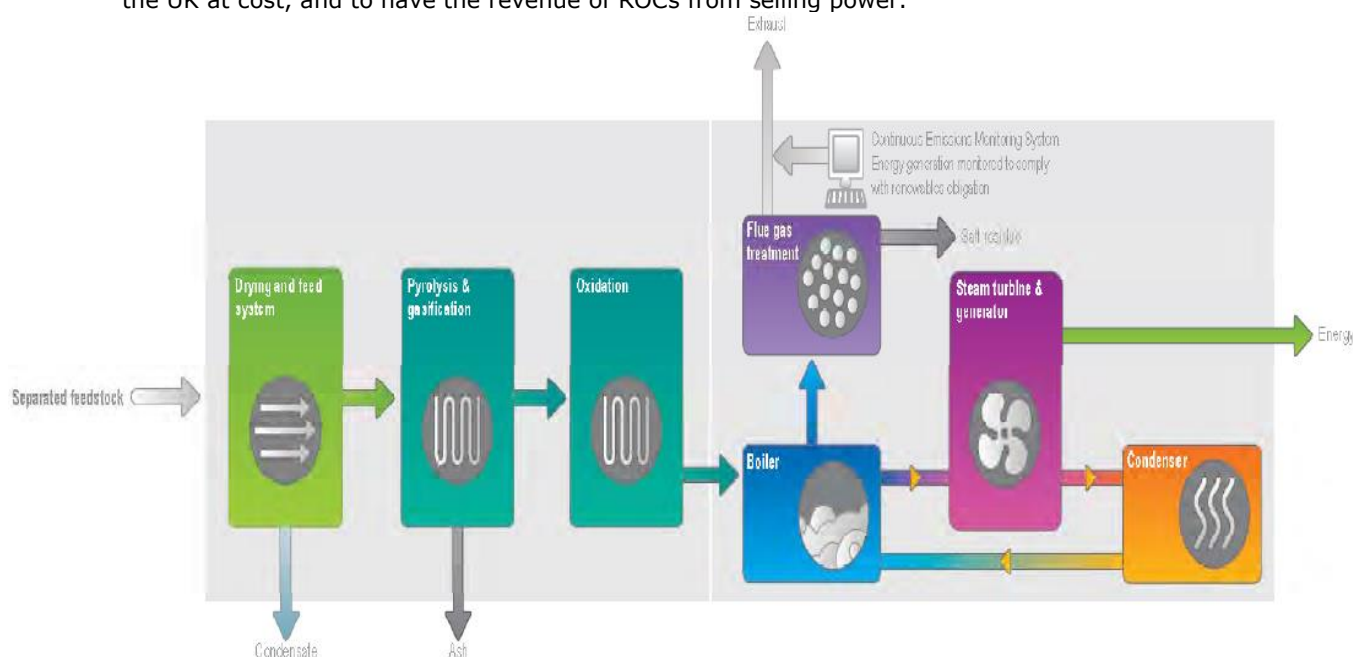 the UK at cost, and to have the revenue of ROCs from selling power.
Exhaust
Continuous Emissions Monitoring System
Energy generation monitored to comply
with renewables obligation
Flue gas
treatment
Salt residue
Drying and feed
system
Pyrolysis &
gasification
Oxidation
Steam turbine &
generator
Energy
Separated feedstock
Boiler
Condenser
Condensate
Ash